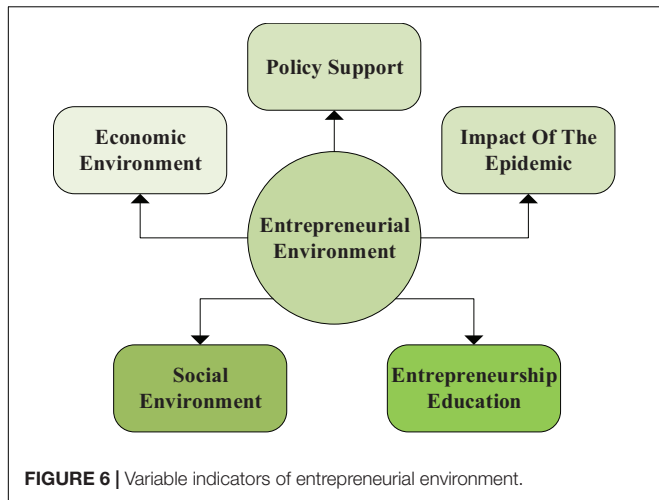 Policy Support
Economic
Environment
Impact Of The
Epidemic
Entrepreneurial
Environment
Social
Environment
Entrepreneurship
Education
FIGURE 6 | Variable indicators of entrepreneurial environment.